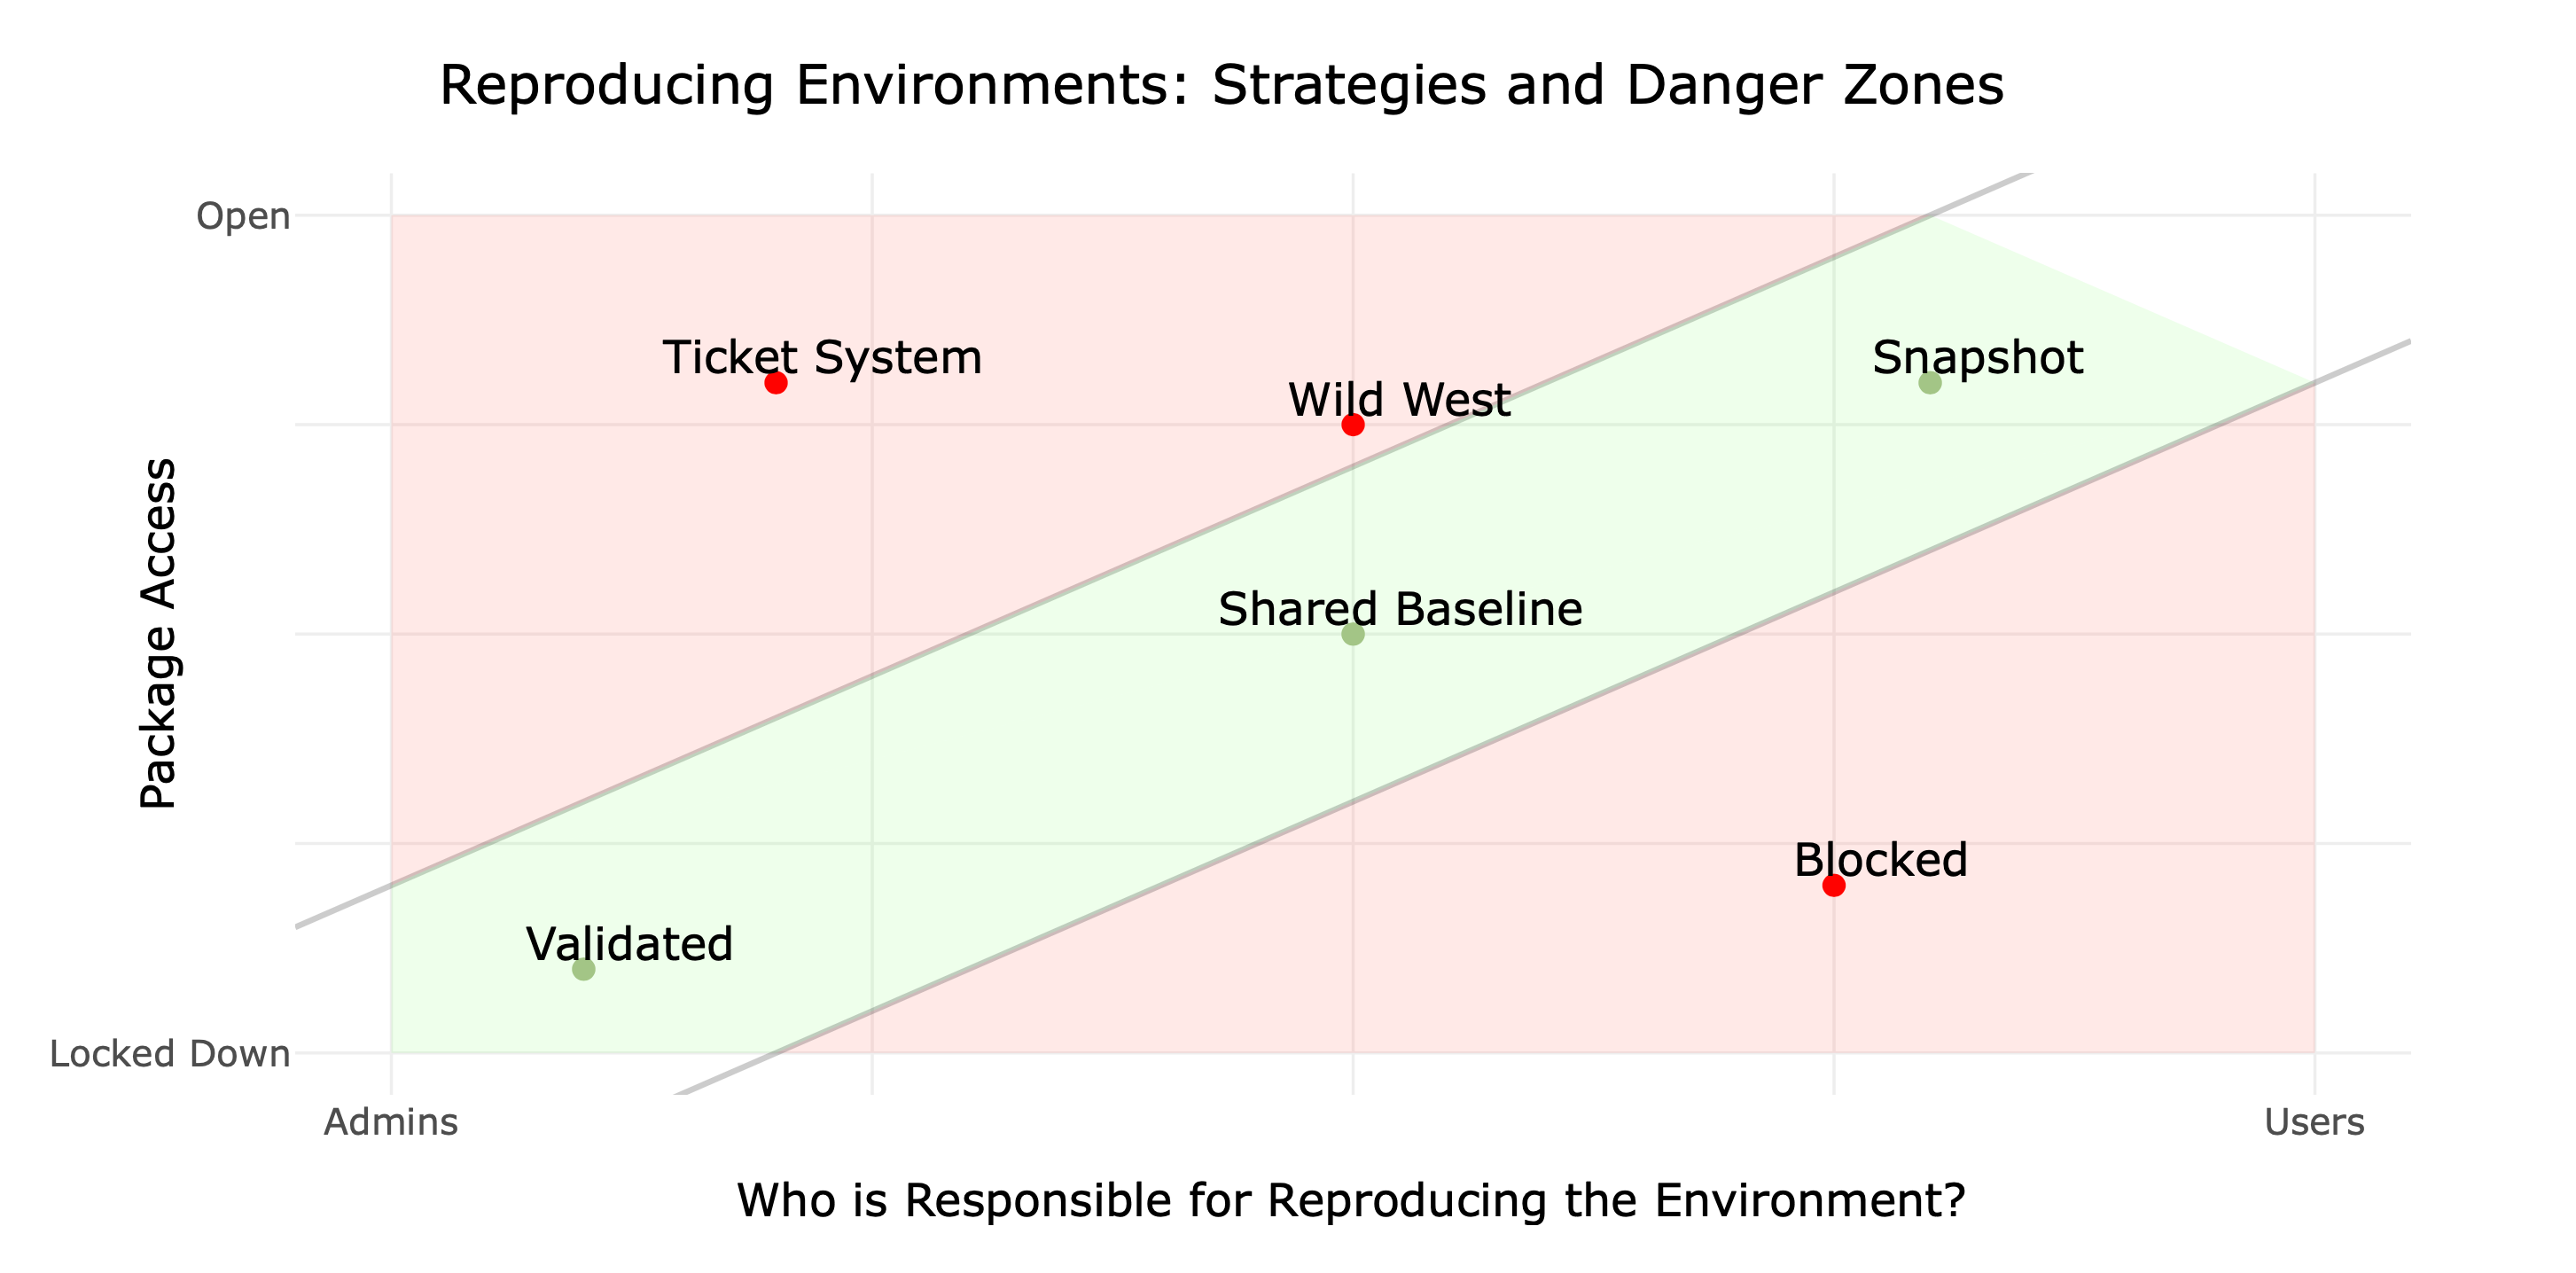 Reproducing Environments: Strategies and Danger Zones
Open
Ticket System
Snapshot
Wild West
Package Access
Shared Baseline
Blocked
Validated
Locked Down
Admins
Users
Who is Responsible for Reproducing the Environment?